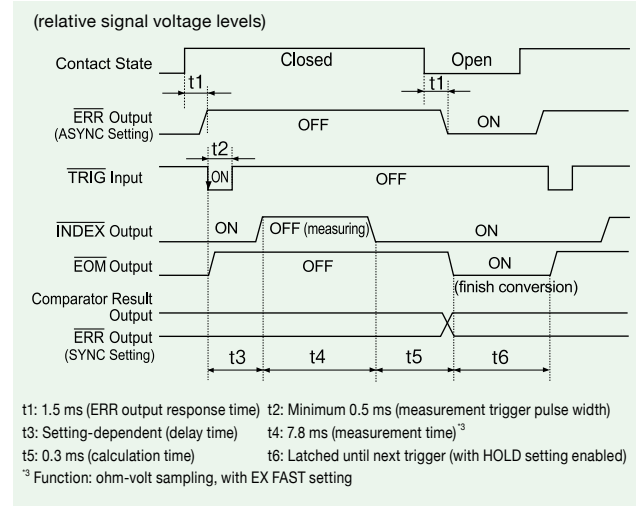 (relative signal voltage levels)
Contact State
Closed
Open
t1
t1
ERR Output
(ASYNC Setting)
OFF
ON
t2
TRIG Input
ON
OFF
INDEX Output
ON
OFF (measuring)
ON
EOM Output
OFF
ON
(finish conversion)
Comparator Result
Output
ERR Output
(SYNC Setting)
t3
t4
t5
t6
t1: 1.5 ms (ERR output response time) t2: Minimum 0.5 ms (measurement trigger pulse width)
t3: Setting-dependent (delay time) t4: 7.8 ms (measurement time)*3
t5: 0.3 ms (calculation time) t6: Latched until next trigger (with HOLD setting enabled)
*3 Function: ohm-volt sampling, with EX FAST setting